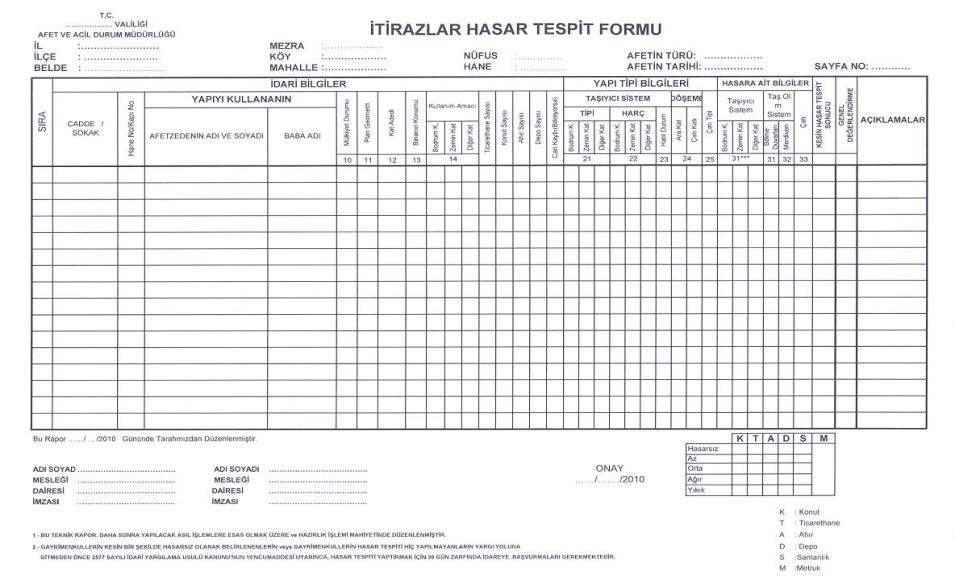 T.C.
.................. VALİLİĞİ
AFET VE ACİL DURUM MÜDÜRLÜĞÜ
İTİRAZLAR HASAR TESPİT FORMU
İL :........................
İLÇE : ........................
BELDE : ........................
MEZRA :..................
KÖY :...................
MAHALLE :...................
NÜFUS : ...............
HANE : ...............
AFETİN TÜRÜ: ..................
AFETİN TARİHİ: ..................
SAYFA NO: ............
SIRA
İDARİ BİLGİLER
YAPI TİPİ BİLGİLERİ
HASARA AİT BİLGİLER
KESİN HASAR TESPİT SONUCU
GENEL DEĞERLENDİRME
AÇIKLAMALAR
CADDE / SOKAK
Hane No/Kapı No
YAPIYI KULLANANIN
AFETZEDENİN ADI VE SOYADI
BABA ADI
Mülkiyet Durumu
Plan Geometri
Kat Adedi
Binanın Konumu
Kullanım Amacı
Bodrum K.
Zemin Kat
Diğer Kat
Ticarethane Sayısı
Konut Sayısı
Ahır Sayısı
Depo Sayısı
Can Kaybı(Biliniyorsa)
TAŞIYICI SİSTEM
DÖŞEME
TİPİ
HARÇ
Bodrum K.
Zemin Kat
Diğer Kat
Bodrum K.
Zemin Kat
Diğer Kat
Hatıl Durum
Ara Kat
Çatı Katı
Çatı Tipi
Taşıyıcı Sistem
Taş.Ol
m
Sistem
Bodrum K.
Zemin Kat
Diğer Kat
Bölme Duvarları
Merdiven
Çatı
10 11 12 13 14 21 22 23 24 25 31*** 31 32 33
Bu Rapor ....../ ... /2010 Gününde Tarafımızdan Düzenlenmiştir.
K T A D S M
Hasarsız
Az
Orta
Ağır
Yıkık
ADI SOYAD ...............................
MESLEĞİ ...............................
DAİRESİ ...............................
İMZASI ...............................
ADI SOYADI ...............................
MESLEĞİ ...............................
DAİRESİ ...............................
İMZASI ...............................
ONAY
....../....../2010
K : Konut
T : Ticarethane
A : Ahır
D : Depo
S :Samanlık
M :Metruk
1 - BU TEKNİK RAPOR. DAHA SONRA YAPILACAK ASIL İŞLEMLERE ESAS OLMAK ÜZERE ve HAZIRLIK İŞLEMİ MAHİYETİNDE DÜZENLENMİŞTİR.
2 - GAYRİMENKULLERİN KESİN BİR ŞEKİLDE HASARSIZ OLARAK BELİRLENENLERİN veya GAYRİMENKULLERİN HASAR TESPİTİ HİÇ YAPILMAYANLARIN YARGI YOLUNA
GİTMEDEN ÖNCE 2577 SAYILI İDARİ YARGILAMA USULÜ KANUNU'NUN 10'NCUMADDESİ UYARINCA, HASAR TESPİTİ YAPTIRMAK İÇİN 30 GÜN ZARFINDA İDAREYE BAŞVURMALARI GEREKMEKTEDİR.